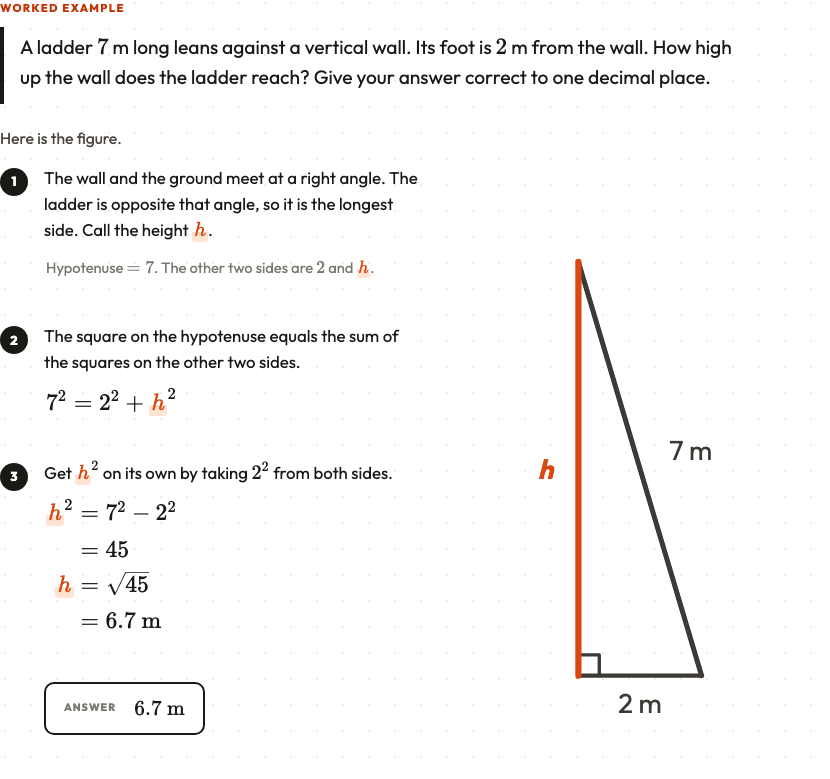 WORKED EXAMPLE
A ladder 7 m long leans against a vertical wall. Its foot is 2 m from the wall. How high
up the wall does the ladder reach? Give your answer correct to one decimal place.
Here is the figure.
1 The wall and the ground meet at a right angle. The
ladder is opposite that angle, so it is the longest
side. Call the height h.
Hypotenuse = 7. The other two sides are 2 and h.
2 The square on the hypotenuse equals the sum of
the squares on the other two sides.
7² = 2² + h²
3 Get h² on its own by taking 2² from both sides.
h² = 7² − 2²
= 45
h = √45
= 6.7 m
ANSWER 6.7 m
h
7 m
2 m